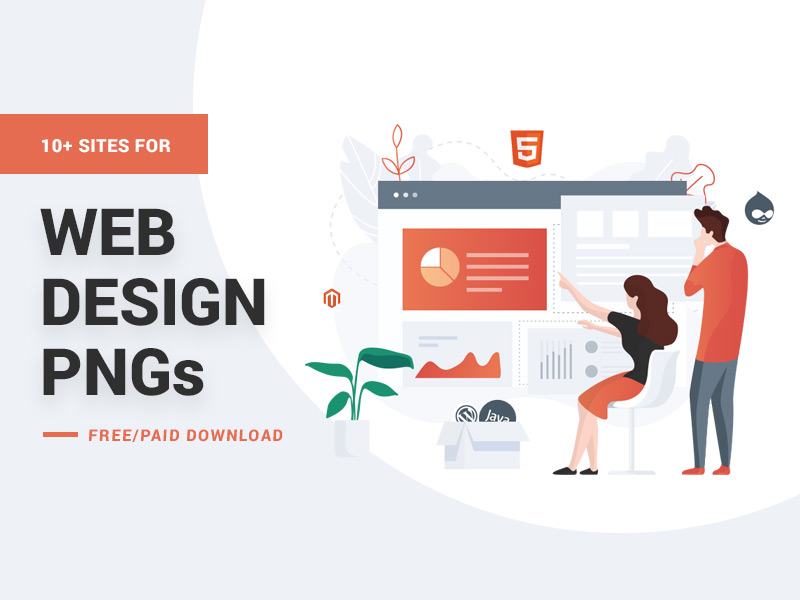 10+ SITES FOR
WEB
DESIGN
PNGs
FREE/PAID DOWNLOAD
5
Java